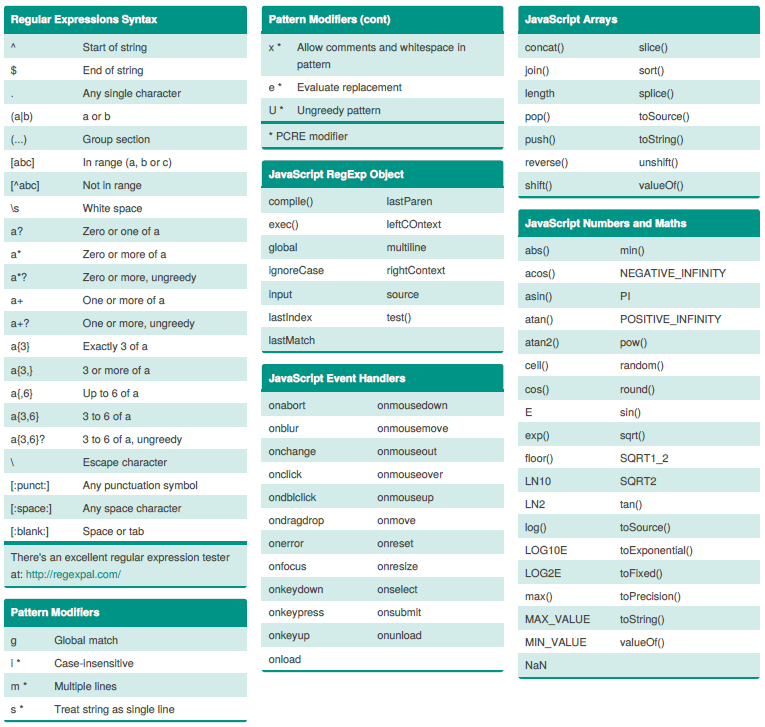 Regular Expressions Syntax
^ Start of string
$ End of string
. Any single character
(a|b) a or b
(...) Group section
[abc] In range (a, b or c)
[^abc] Not in range
\s White space
a? Zero or one of a
a* Zero or more of a
a*? Zero or more, ungreedy
a+ One or more of a
a+? One or more, ungreedy
a{3} Exactly 3 of a
a{3,} 3 or more of a
a{,6} Up to 6 of a
a{3,6} 3 to 6 of a
a{3,6}? 3 to 6 of a, ungreedy
\ Escape character
[:punct:] Any punctuation symbol
[:space:] Any space character
[:blank:] Space or tab
There's an excellent regular expression tester
at: http://regexpal.com/
Pattern Modifiers
g Global match
i * Case-insensitive
m * Multiple lines
s * Treat string as single line
Pattern Modifiers (cont)
x * Allow comments and whitespace in
pattern
e * Evaluate replacement
U * Ungreedy pattern
* PCRE modifier
JavaScript RegExp Object
compile() lastParen
exec() leftCOntext
global multiline
ignoreCase rightContext
input source
lastIndex test()
lastMatch
JavaScript Event Handlers
onabort onmousedown
onblur onmousemove
onchange onmouseout
onclick onmouseover
ondblclick onmouseup
ondragdrop onmove
onerror onreset
onfocus onresize
onkeydown onselect
onkeypress onsubmit
onkeyup onunload
onload
JavaScript Arrays
concat() slice()
join() sort()
length splice()
pop() toSource()
push() toString()
reverse() unshift()
shift() valueOf()
JavaScript Numbers and Maths
abs() min()
acos() NEGATIVE_INFINITY
asin() PI
atan() POSITIVE_INFINITY
atan2() pow()
cell() random()
cos() round()
E sin()
exp() sqrt()
floor() SQRT1_2
LN10 SQRT2
LN2 tan()
log() toSource()
LOG10E toExponential()
LOG2E toFixed()
max() toPrecision()
MAX_VALUE toString()
MIN_VALUE valueOf()
NaN